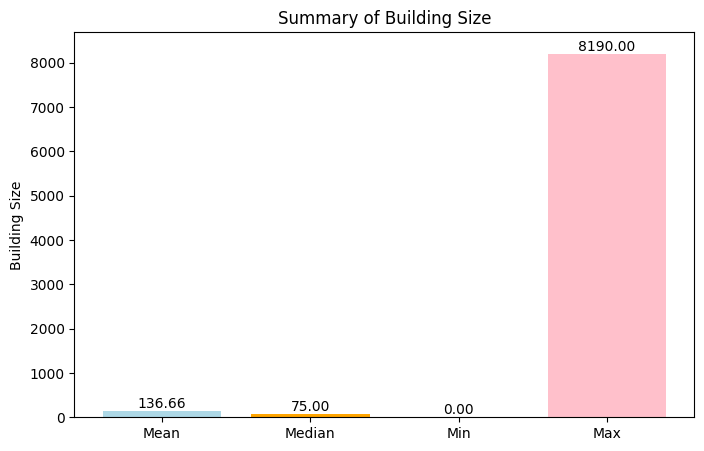 Summary of Building Size
Building Size
8000
7000
6000
5000
4000
3000
2000
1000
0
136.66
75.00
0.00
8190.00
Mean
Median
Min
Max